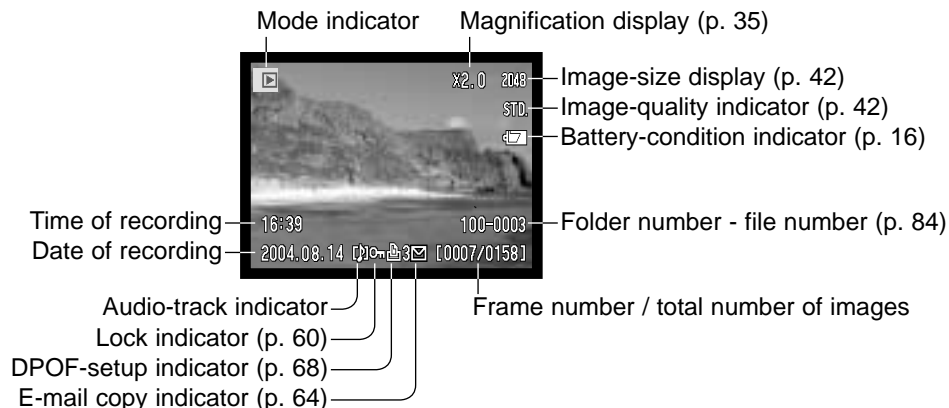 Mode indicator
Magnification display (p. 35)
X2.0 2048
Image-size display (p. 42)
STD.
Image-quality indicator (p. 42)
Battery-condition indicator (p. 16)
Time of recording
16:39
100-0003
Folder number - file number (p. 84)
Date of recording
2004.08.14 3 [0007/0158]
Audio-track indicator
Frame number / total number of images
Lock indicator (p. 60)
DPOF-setup indicator (p. 68)
E-mail copy indicator (p. 64)